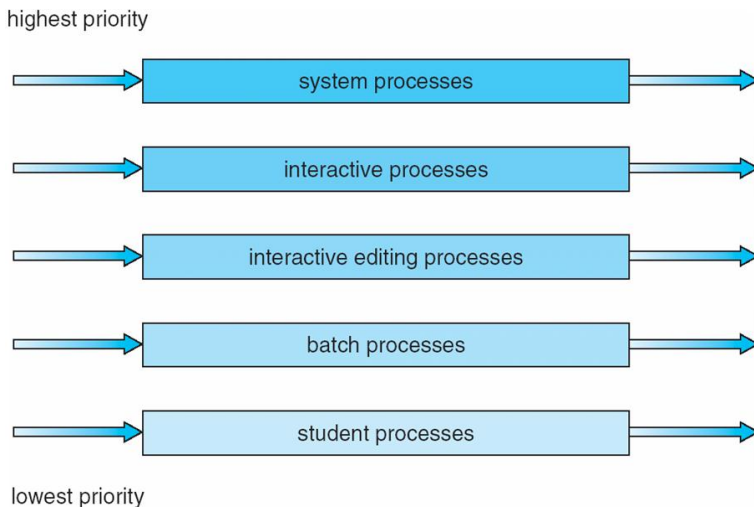 highest priority
system processes
interactive processes
interactive editing processes
batch processes
student processes
lowest priority